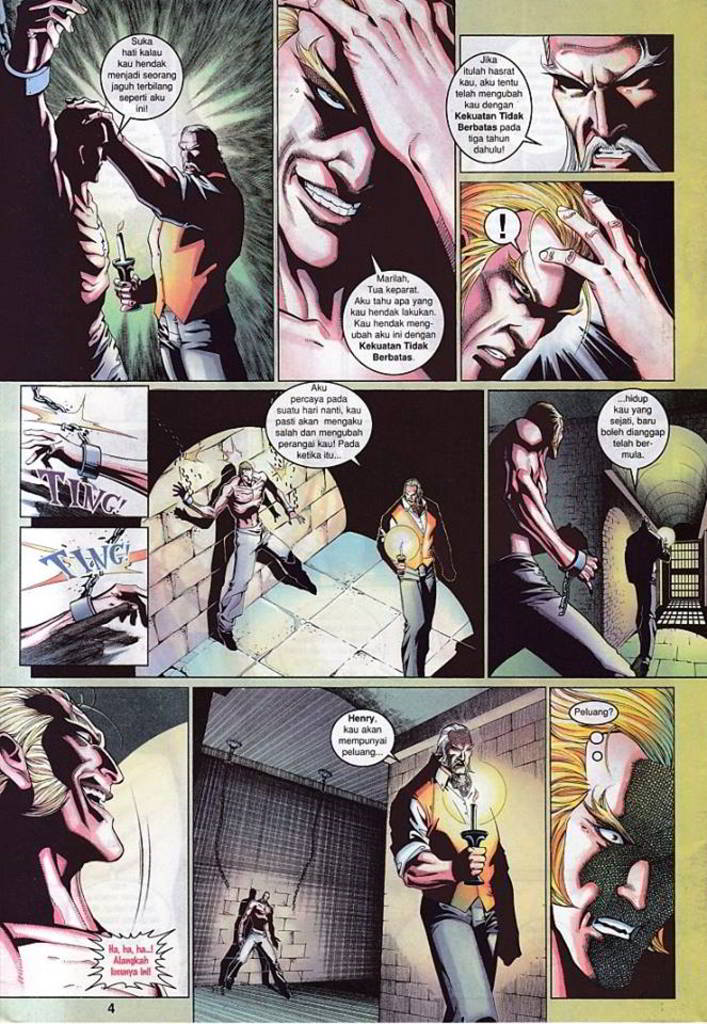 Suka
hati kalau
kau hendak
menjadi seorang
jaguh terbilang
seperti aku
ini!
Marilah,
Tua keparat.
Aku tahu apa yang
kau hendak lakukan.
Kau hendak meng-
ubah aku ini dengan
Kekuatan Tidak
Berbatas.
Jika
itulah hasrat
kau, aku tentu
telah mengubah
kau dengan
Kekuatan Tidak
Berbatas pada
tiga tahun
dahulu!
!
TING!
TING!
Aku
percaya pada
suatu hari nanti, kau
pasti akan mengaku
salah dan mengubah
perangai kau! Pada
ketika itu...
...hidup
kau yang
sejati, baru
boleh dianggap
telah ber-
mula.
Ha, ha, ha...!
Alangkah
lucunya ini!
Henry,
kau akan
mempunyai
peluang...
Peluang?
4